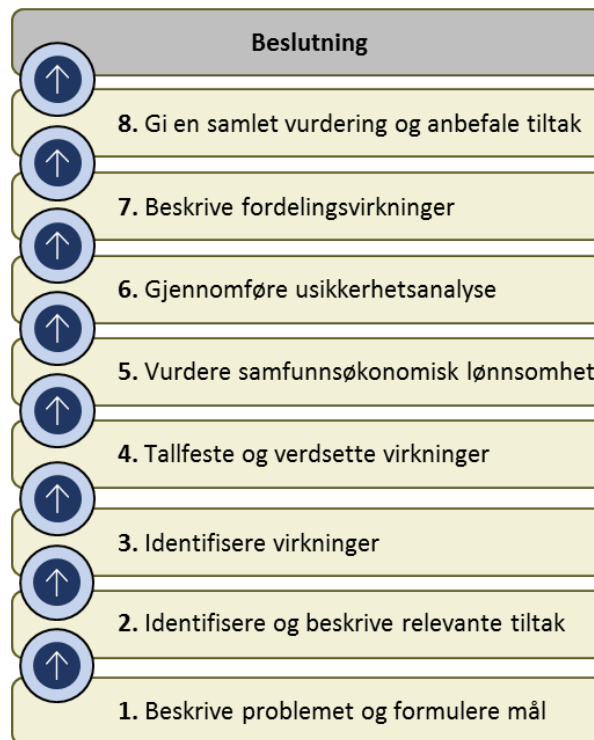 Beslutning
8. Gi en samlet vurdering og anbefale tiltak
7. Beskrive fordelingsvirkninger
6. Gjennomføre usikkerhetsanalyse
5. Vurdere samfunnsøkonomisk lønnsomhet
4. Tallfeste og verdsette virkninger
3. Identifisere virkninger
2. Identifisere og beskrive relevante tiltak
1. Beskrive problemet og formulere mål